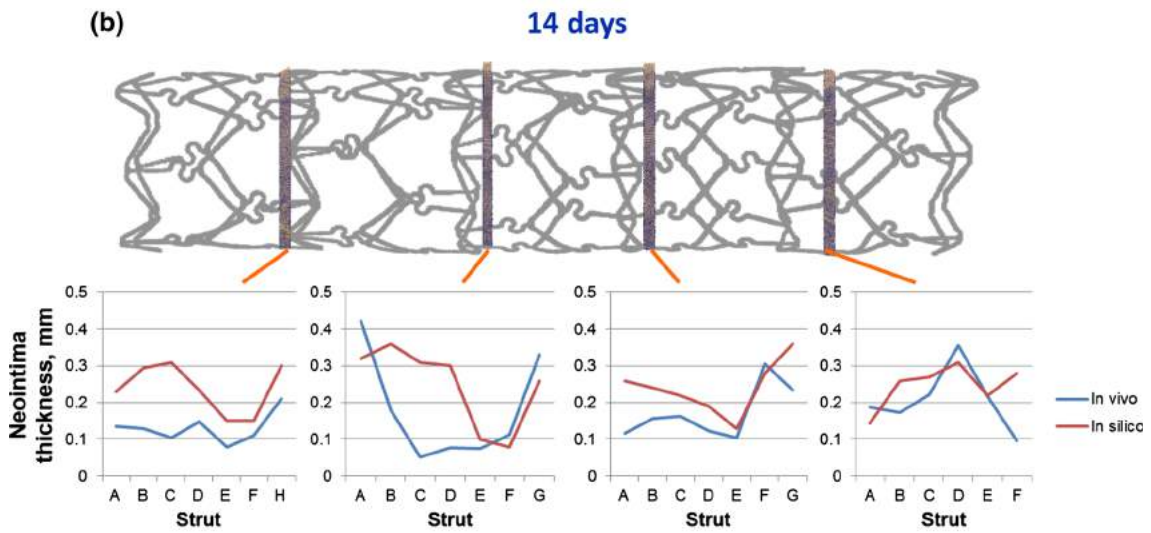 (b)
14 days
Neointima
thickness, mm
0.5
0.4
0.3
0.2
0.1
0
A B C D E F H
Strut
0.5
0.4
0.3
0.2
0.1
0
A B C D E F G
Strut
0.5
0.4
0.3
0.2
0.1
0
A B C D E F G
Strut
0.5
0.4
0.3
0.2
0.1
0
A B C D E F
Strut
In vivo
In silico